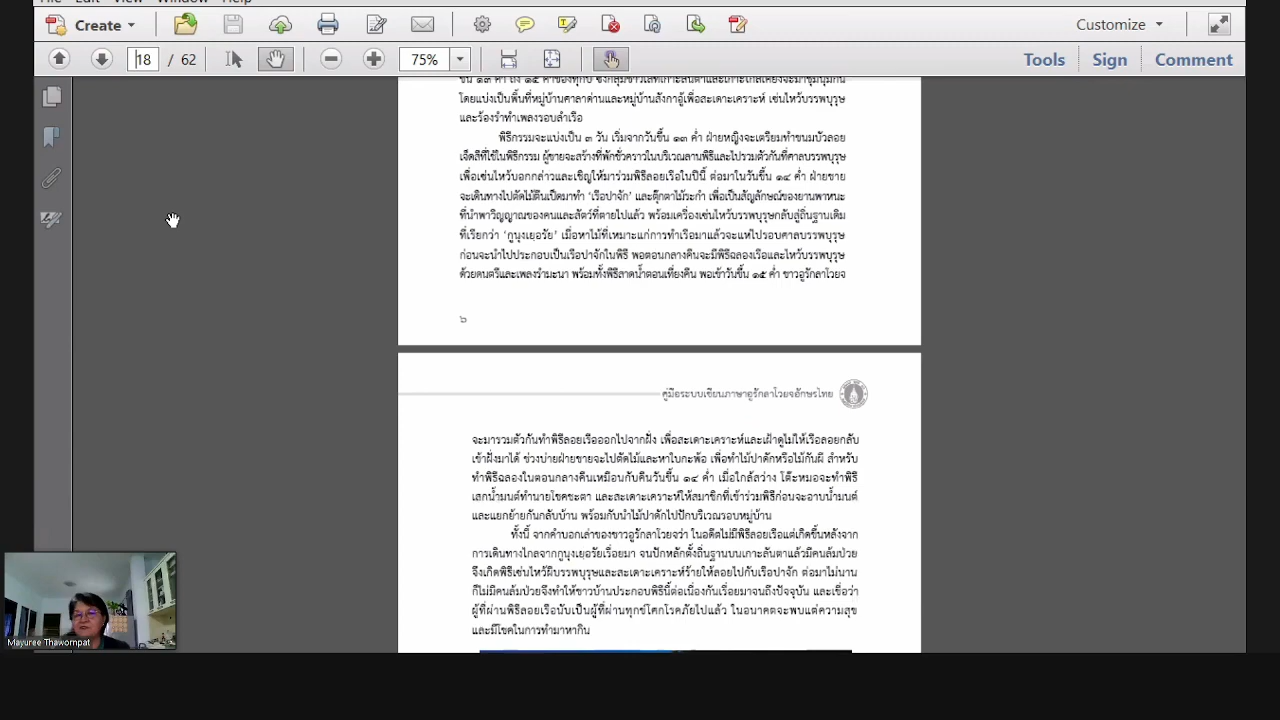 File Edit View Window Help
Create
Customize
18 / 62
75%
Tools
Sign
Comment
ขึ้น ๑๓ ค่ำ ถึง ๑๕ ค่ำของทุกปี ซึ่งกลุ่มชาวเลที่เกาะลันตาและเกาะใกล้เคียงจะมาชุมนุมกัน
โดยแบ่งเป็นพื้นที่หมู่บ้านศาลาด่านและหมู่บ้านสังกาอู้เพื่อสะเดาะเคราะห์ เซ่นไหว้บรรพบุรุษ
และร้องรำทำเพลงรอบลำเรือ
พิธีกรรมจะแบ่งเป็น ๓ วัน เริ่มจากวันขึ้น ๑๓ ค่ำ ฝ่ายหญิงจะเตรียมทำขนมบัวลอย
เจ็ดสีที่ใช้ในพิธีกรรม ผู้ชายจะสร้างที่พักชั่วคราวในบริเวณลานพิธีและไปรวมตัวกันที่ศาลบรรพบุรุษ
เพื่อเซ่นไหว้บอกกล่าวและเชิญให้มาร่วมพิธีลอยเรือในปีนี้ ต่อมาในวันขึ้น ๑๔ ค่ำ ฝ่ายชาย
จะเดินทางไปตัดไม้ตีนเป็ดมาทำ ‘เรือปาจัก’ และตุ๊กตาไม้ระกำ เพื่อเป็นสัญลักษณ์ของยานพาหนะ
ที่นำพาวิญญาณของคนและสัตว์ที่ตายไปแล้ว พร้อมเครื่องเซ่นไหว้บรรพบุรุษกลับสู่ถิ่นฐานเดิม
ที่เรียกว่า ‘กูนุงเยอรัย’ เมื่อหาไม้ที่เหมาะแก่การทำเรือมาแล้วจะแห่ไปรอบศาลบรรพบุรุษ
ก่อนจะนำไปประกอบเป็นเรือปาจักในพิธี พอตอนกลางคืนจะมีพิธีฉลองเรือและไหว้บรรพบุรุษ
ด้วยดนตรีและเพลงรำมะนา พร้อมทั้งพิธีสาดน้ำตอนเที่ยงคืน พอเช้าวันขึ้น ๑๕ ค่ำ ชาวอูรักลาโวยจ
๖
คู่มือระบบเขียนภาษาอูรักลาโวยจอักษรไทย
จะมารวมตัวกันทำพิธีลอยเรือออกไปจากฝั่ง เพื่อสะเดาะเคราะห์และเฝ้าดูไม่ให้เรือลอยกลับ
เข้าฝั่งมาได้ ช่วงบ่ายฝ่ายชายจะไปตัดไม้และหาใบกะพ้อ เพื่อทำไม้ปาดักหรือไม้กันผี สำหรับ
ทำพิธีฉลองในตอนกลางคืนเหมือนกับคืนวันขึ้น ๑๔ ค่ำ เมื่อใกล้สว่าง โต๊ะหมอจะทำพิธี
เสกน้ำมนต์ทำนายโชคชะตา และสะเดาะเคราะห์ให้สมาชิกที่เข้าร่วมพิธีก่อนจะอาบน้ำมนต์
และแยกย้ายกันกลับบ้าน พร้อมกับนำไม้ปาดักไปปักบริเวณรอบหมู่บ้าน
ทั้งนี้ จากคำบอกเล่าของชาวอูรักลาโวยจว่า ในอดีตไม่มีพิธีลอยเรือแต่เกิดขึ้นหลังจาก
การเดินทางไกลจากกูนุงเยอรัยเรื่อยมา จนปักหลักตั้งถิ่นฐานบนเกาะลันตาแล้วมีคนล้มป่วย
จึงเกิดพิธีเซ่นไหว้ผีบรรพบุรุษและสะเดาะเคราะห์ร้ายให้ลอยไปกับเรือปาจัก ต่อมาไม่นาน
ก็ไม่มีคนล้มป่วยจึงทำให้ชาวบ้านประกอบพิธีนี้ต่อเนื่องกันเรื่อยมาจนถึงปัจจุบัน และเชื่อว่า
ผู้ที่ผ่านพิธีลอยเรือนับเป็นผู้ที่ผ่านทุกข์โศกโรคภัยไปแล้ว ในอนาคตจะพบแต่ความสุข
และมีโชคในการทำมาหากิน
Mayuree Thawornpat